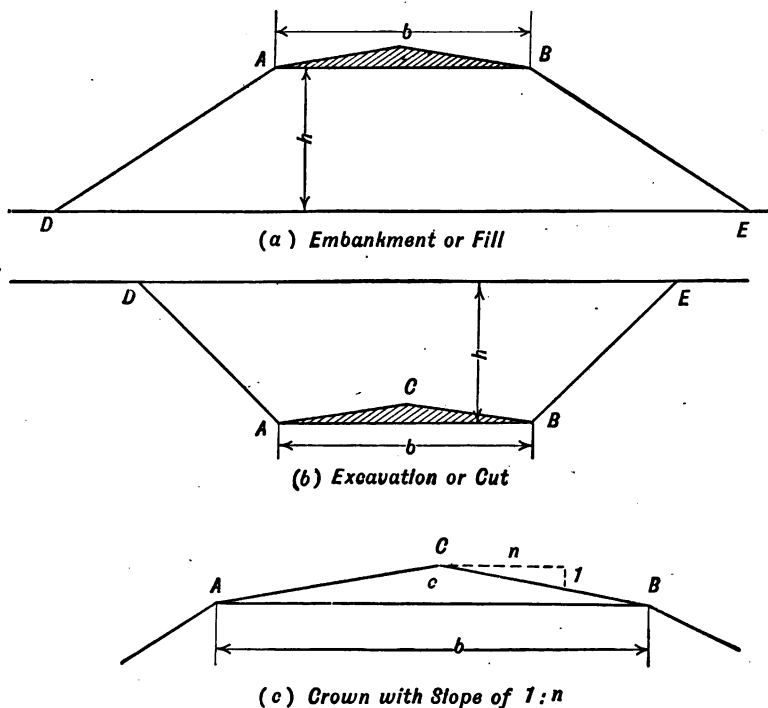 b
A
B
h
D
E
(a) Embankment or Fill
D
E
h
C
A
B
b
(b) Excavation or Cut
C
n
1
A
c
B
b
(c) Crown with Slope of 1:n